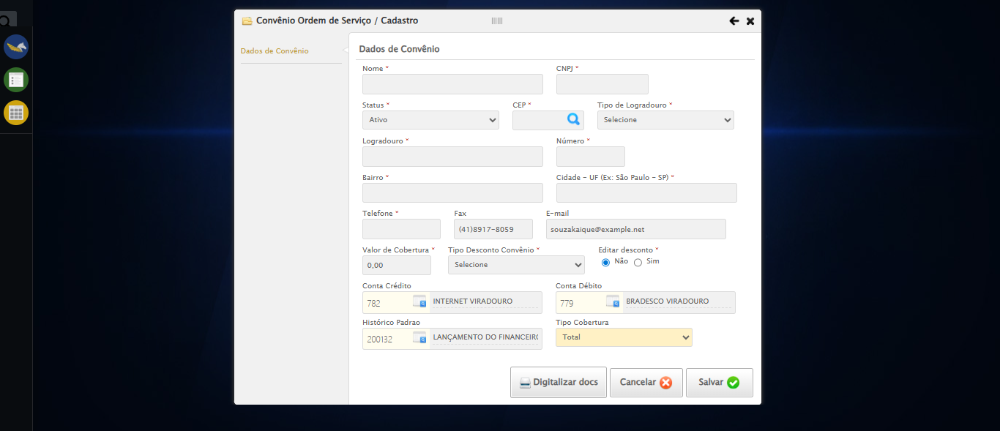 Convênio Ordem de Serviço / Cadastro
Dados de Convênio
Dados de Convênio
Nome * CNPJ *
Status * CEP * Tipo de Logradouro *
Ativo Selecione
Logradouro * Número *
Bairro * Cidade - UF (Ex: São Paulo - SP) *
Telefone * Fax E-mail
(41)8917-8059 souzakaique@example.net
Valor de Cobertura * Tipo Desconto Convênio * Editar desconto *
0,00 Selecione Não Sim
Conta Crédito Conta Débito
782 INTERNET VIRADOURO 779 BRADESCO VIRADOURO
Histórico Padrao Tipo Cobertura
200132 LANÇAMENTO DO FINANCEIRO Total
Digitalizar docs Cancelar Salvar